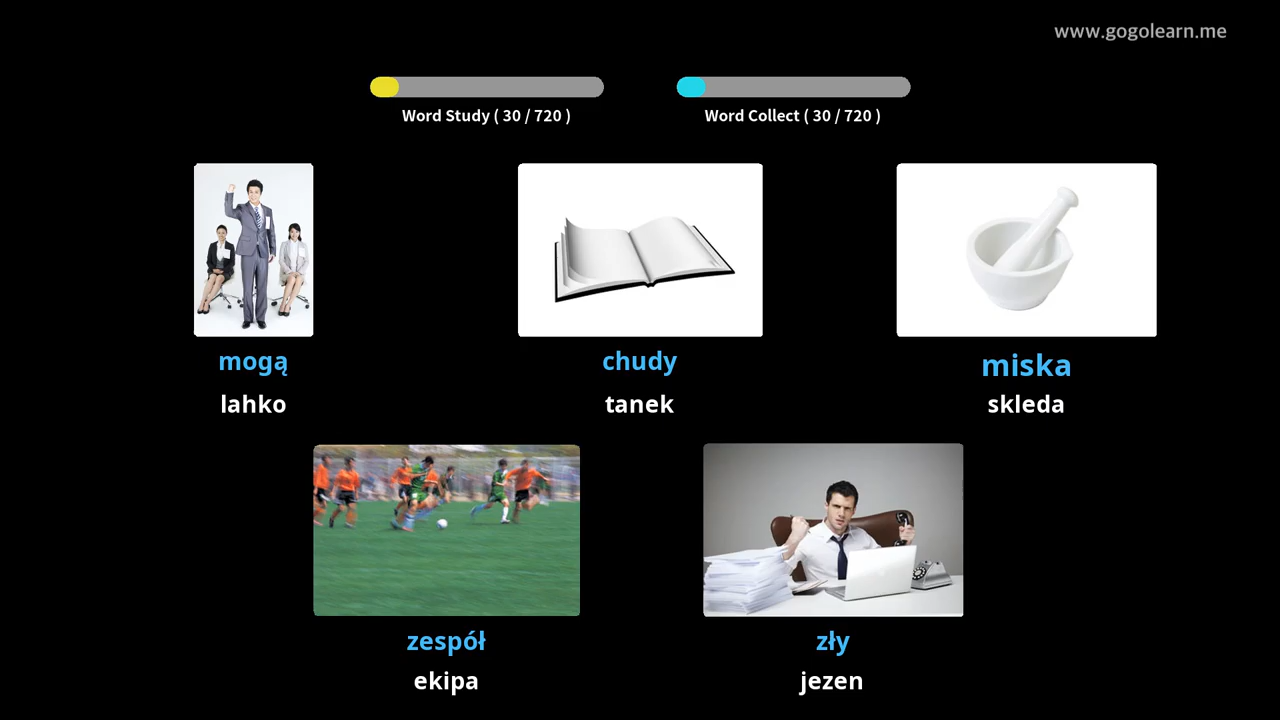 www.gogolearn.me
Word Study ( 30 / 720 )
Word Collect ( 30 / 720 )
mogą
lahko
chudy
tanek
miska
skleda
zespół
ekipa
zły
jezen